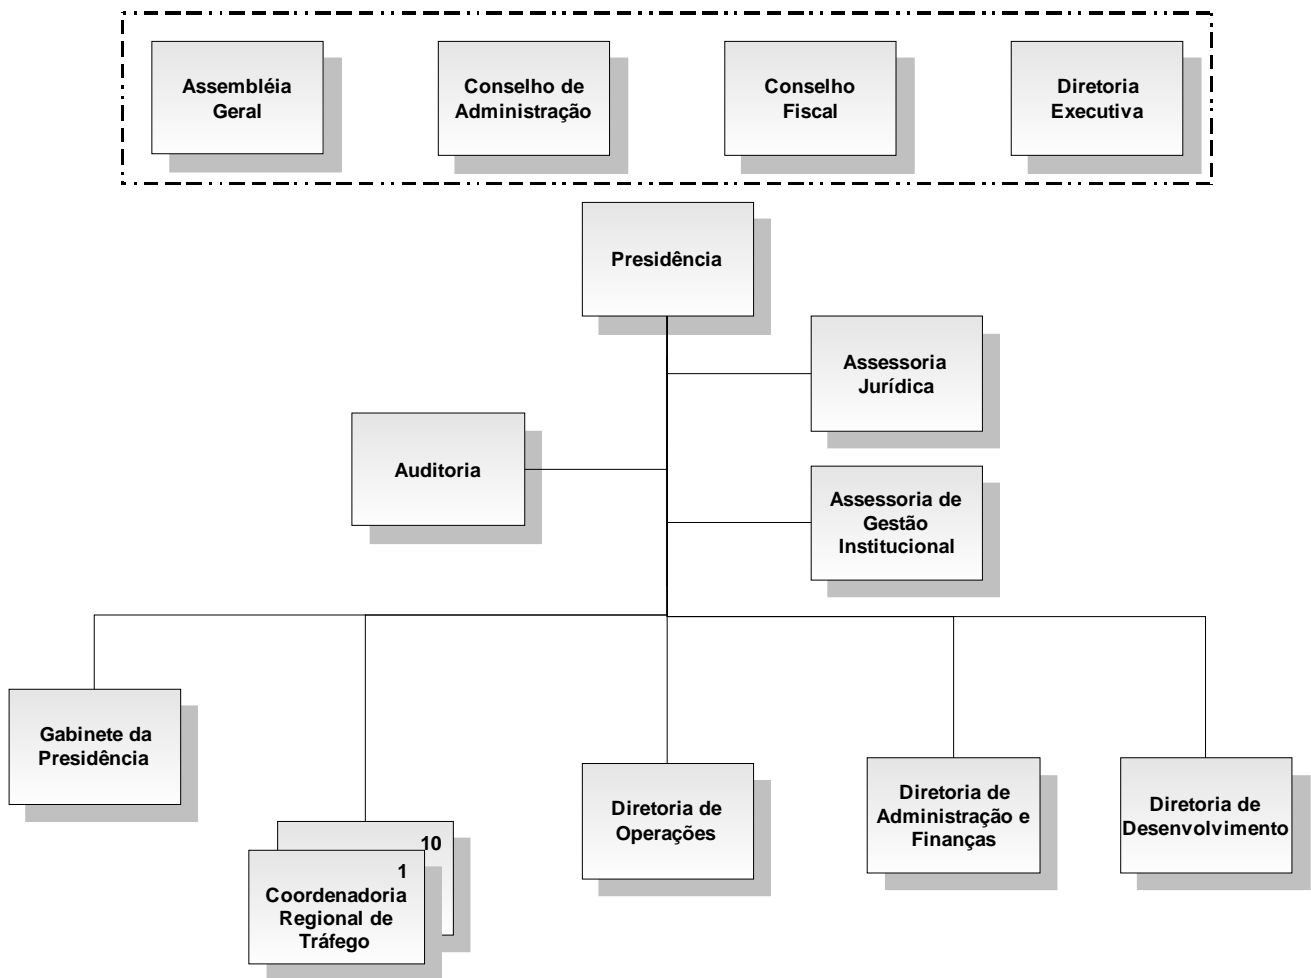 Assembléia
Geral
Conselho de
Administração
Conselho
Fiscal
Diretoria
Executiva
Presidência
Assessoria
Jurídica
Auditoria
Assessoria de
Gestão
Institucional
Gabinete da
Presidência
10
1
Coordenadoria
Regional de
Tráfego
Diretoria de
Operações
Diretoria de
Administração e
Finanças
Diretoria de
Desenvolvimento